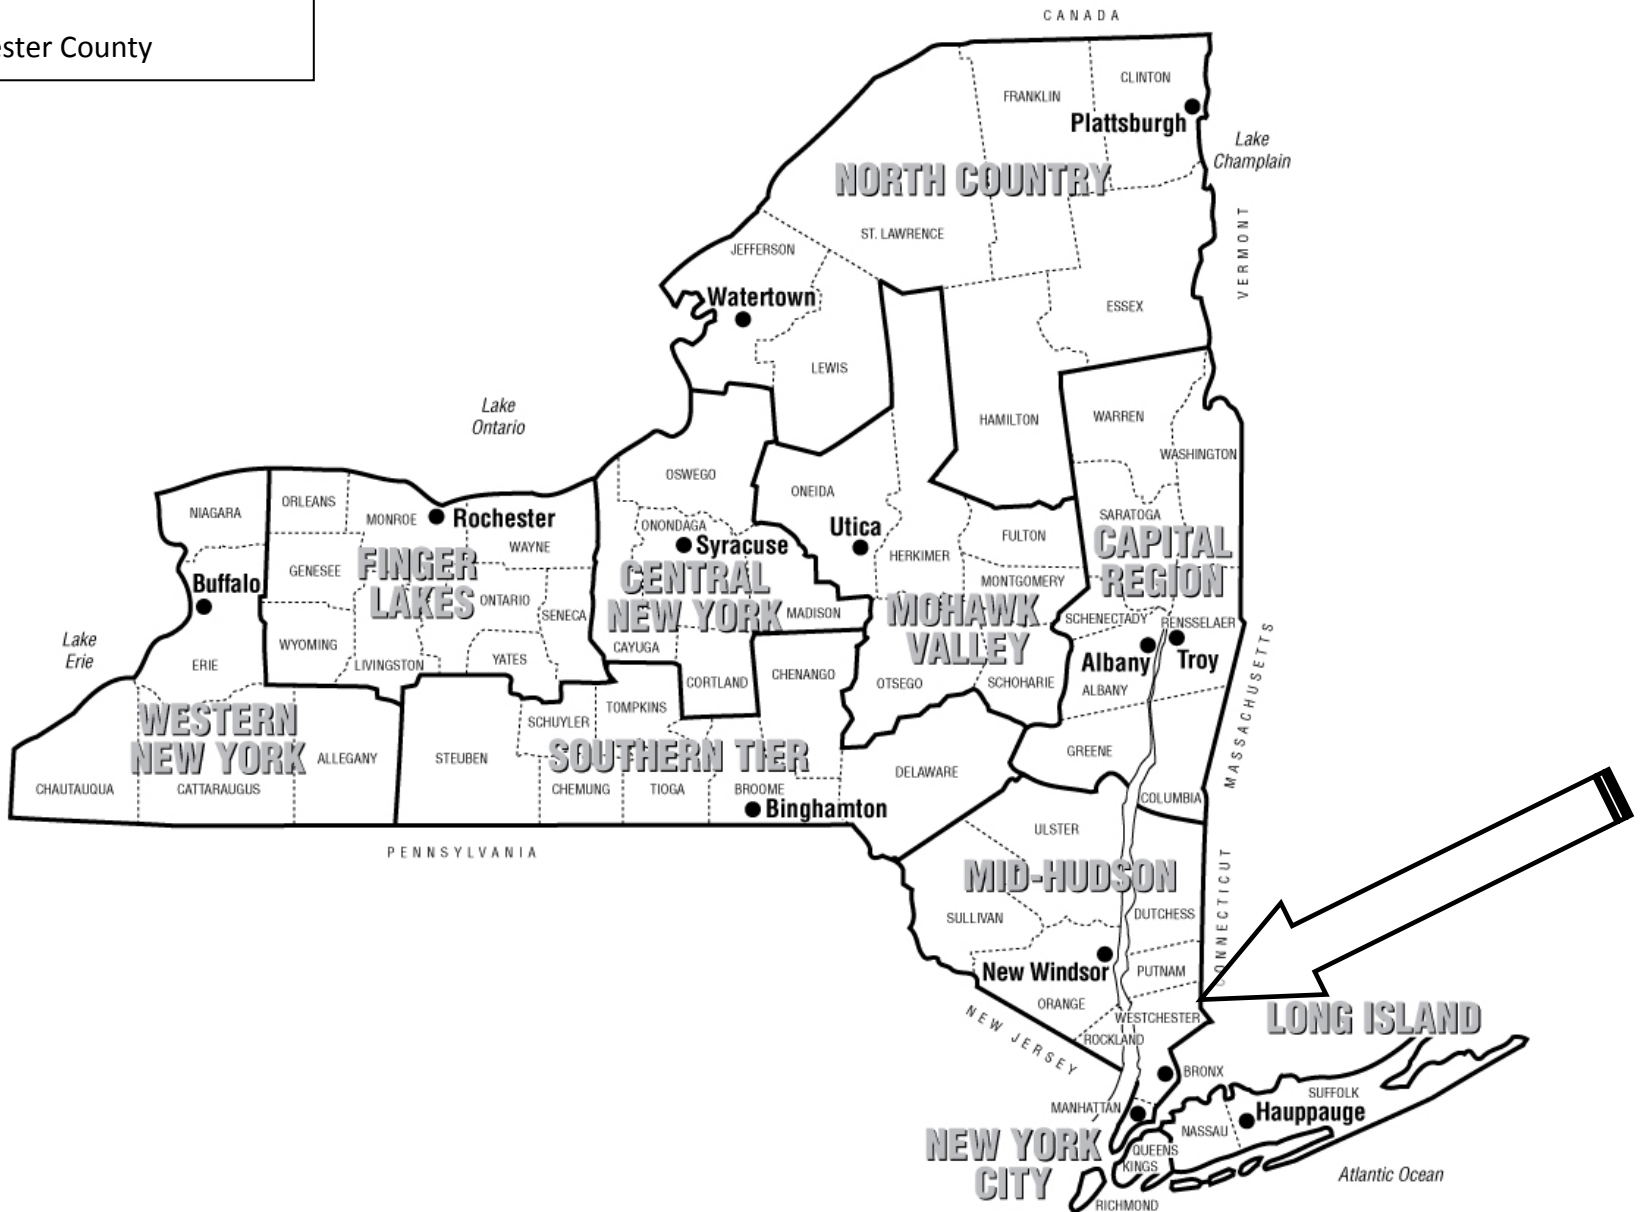 County
CANADA
CLINTON
FRANKLIN
Plattsburgh
Lake
Champlain
NORTH COUNTRY
VERMONT
ST. LAWRENCE
JEFFERSON
Watertown
ESSEX
LEWIS
Lake
Ontario
HAMILTON
WARREN
WASHINGTON
OSWEGO
ONEIDA
NIAGARA
ORLEANS
MONROE
Rochester
SARATOGA
ONONDAGA
Utica
FULTON
WAYNE
Syracuse
HERKIMER
CAPITAL
REGION
GENESEE
FINGER
LAKES
CENTRAL
NEW YORK
MONTGOMERY
Buffalo
ONTARIO
SENECA
MADISON
MOHAWK
VALLEY
SCHENECTADY
RENSSELAER
Lake
Erie
WYOMING
CAYUGA
Albany
Troy
ERIE
LIVINGSTON
YATES
CHENANGO
OTSEGO
SCHOHARIE
ALBANY
CORTLAND
MASSACHUSETTS
TOMPKINS
WESTERN
NEW YORK
SCHUYLER
ALLEGANY
STEUBEN
SOUTHERN TIER
GREENE
DELAWARE
CHAUTAUQUA
CATTARAUGUS
CHEMUNG
TIOGA
BROOME
COLUMBIA
Binghamton
ULSTER
PENNSYLVANIA
MID-HUDSON
CONNECTICUT
SULLIVAN
DUTCHESS
New Windsor
PUTNAM
ORANGE
WESTCHESTER
LONG ISLAND
NEW JERSEY
ROCKLAND
BRONX
SUFFOLK
MANHATTAN
Hauppauge
NASSAU
NEW YORK
CITY
QUEENS
KINGS
Atlantic Ocean
RICHMOND